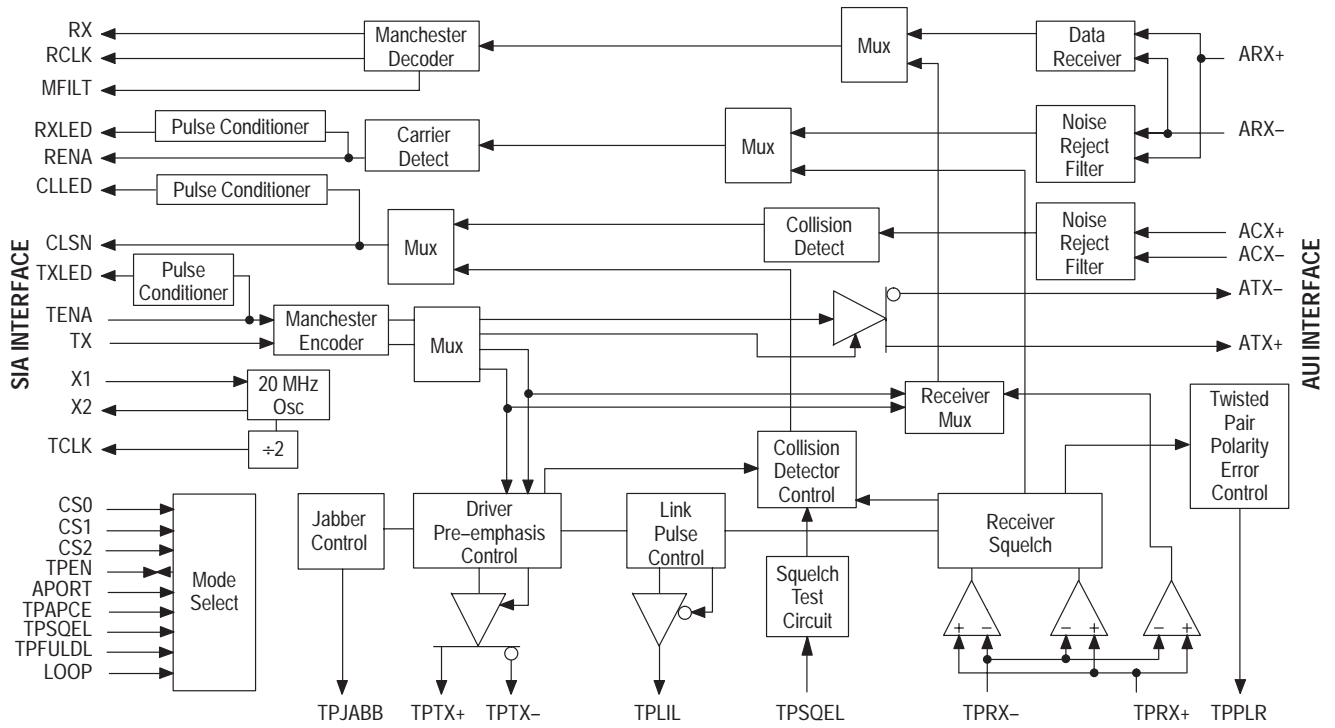 SIA INTERFACE
RX
RCLK
MFILT
RXLED
RENA
CLLED
CLSN
TXLED
TENA
TX
X1
X2
TCLK
CS0
CS1
CS2
TPEN
APORT
TPAPCE
TPSQEL
TPFULDL
LOOP
Manchester
Decoder
Mux
Data
Receiver
Pulse Conditioner
Carrier
Detect
Mux
Noise
Reject
Filter
Pulse Conditioner
Mux
Collision
Detect
Noise
Reject
Filter
Pulse
Conditioner
Manchester
Encoder
Mux
20 MHz
Osc
÷2
Receiver
Mux
Twisted
Pair
Polarity
Error
Control
Collision
Detector
Control
Mode
Select
Jabber
Control
Driver
Pre–emphasis
Control
Link
Pulse
Control
Receiver
Squelch
Squelch
Test
Circuit
+ – – + – +
ARX+
ARX–
ACX+
ACX–
ATX–
ATX+
AUI INTERFACE
TPJABB TPTX+ TPTX– TPLIL TPSQEL TPRX– TPRX+ TPPLR